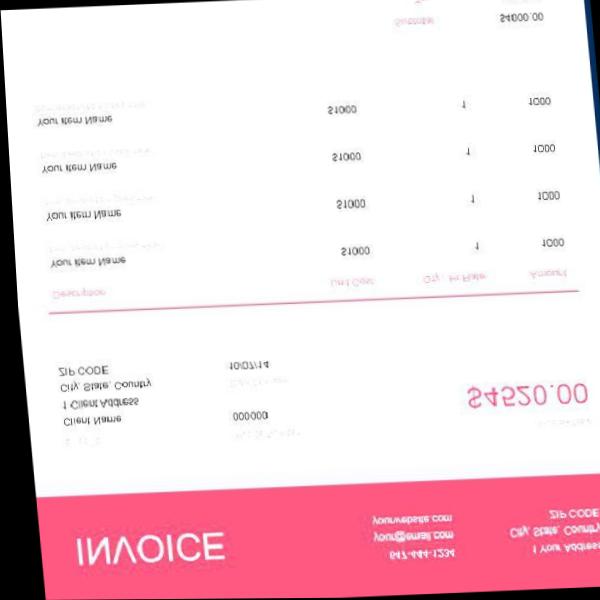 INVOICE
647-444-1234
your@email.com
yourwebsite.com
1 Your Address
City, State, Country
ZIP CODE
Client Name
1 Client Address
City, State, Country
ZIP CODE
000000
10/07/14
$4520.00
Description Unit Cost Qty / Hr Rate Amount
Your item Name $1000 1 1000
Your item Name $1000 1 1000
Your item Name $1000 1 1000
Your item Name $1000 1 1000
Subtotal $4000.00